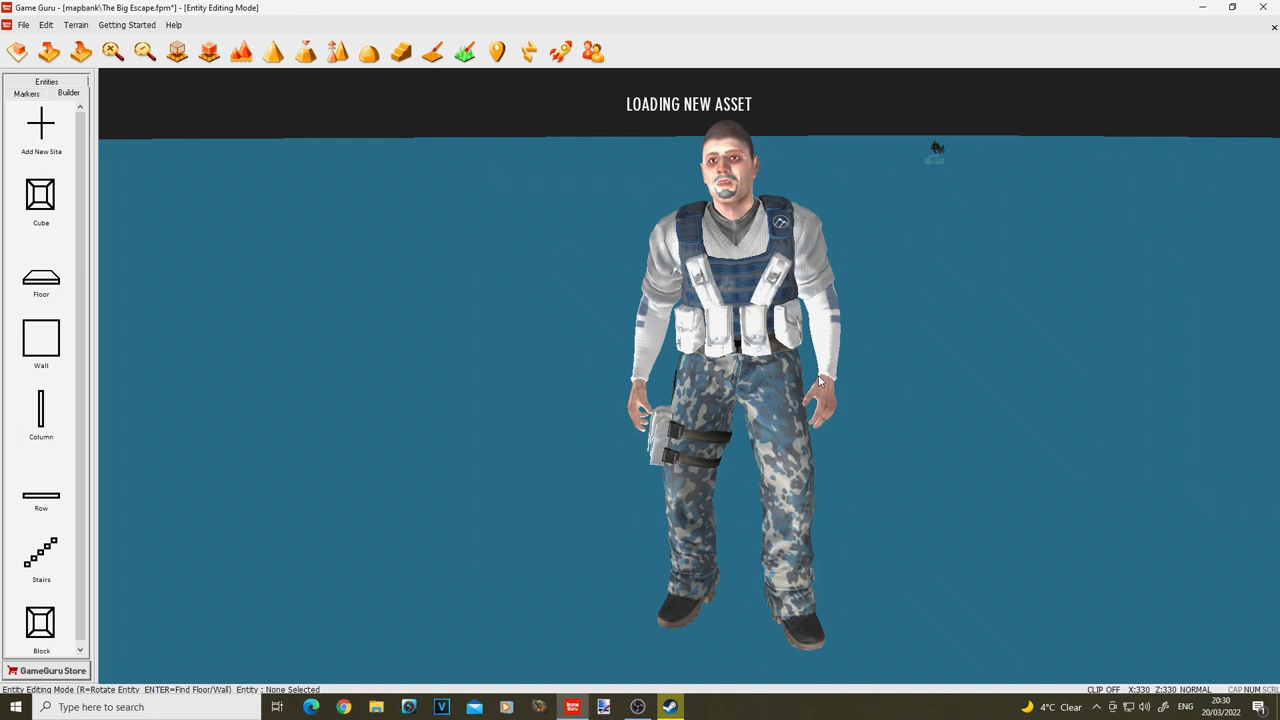 Game Guru - [mapbank\The Big Escape.fpm*] - [Entity Editing Mode]
File Edit Terrain Getting Started Help
Entities
Markers Builder
LOADING NEW ASSET
Add New Site
Cube
Floor
Wall
Column
Row
Stairs
Block
GameGuru Store
Entity Editing Mode (R=Rotate Entity ENTER=Find Floor/Wall) Entity : None Selected
CLIP OFF X:330 Z:330 NORMAL CAP NUM SCRL
Type here to search
4°C Clear
ENG
20:30
20/03/2022